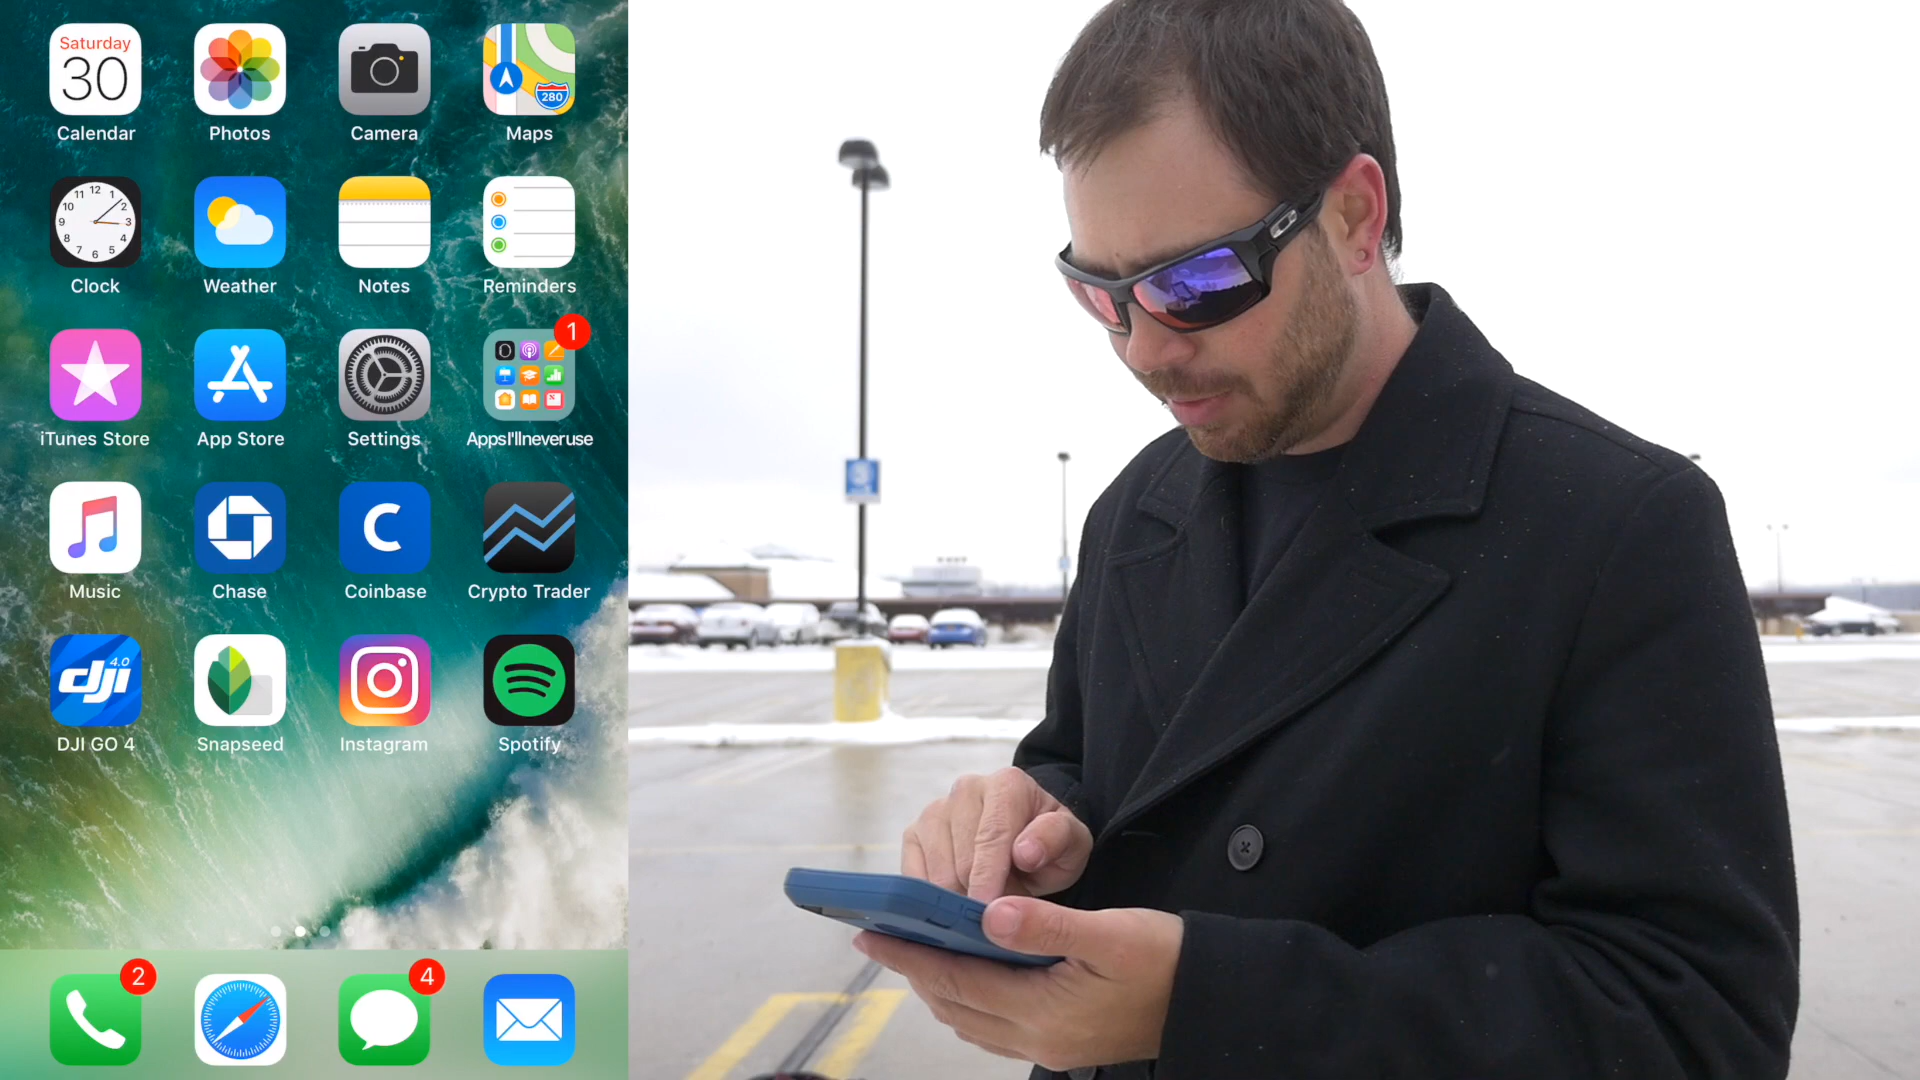 Saturday
30
280
Calendar
Photos
Camera
Maps
12
11
1
10
2
9
3
8
4
7
5
6
Clock
Weather
Notes
Reminders
1
iTunes Store
App Store
Settings
AppsI'llneveruse
C
Music
Chase
Coinbase
Crypto Trader
4.0
dji
DJI GO 4
Snapseed
Instagram
Spotify
2
4
3